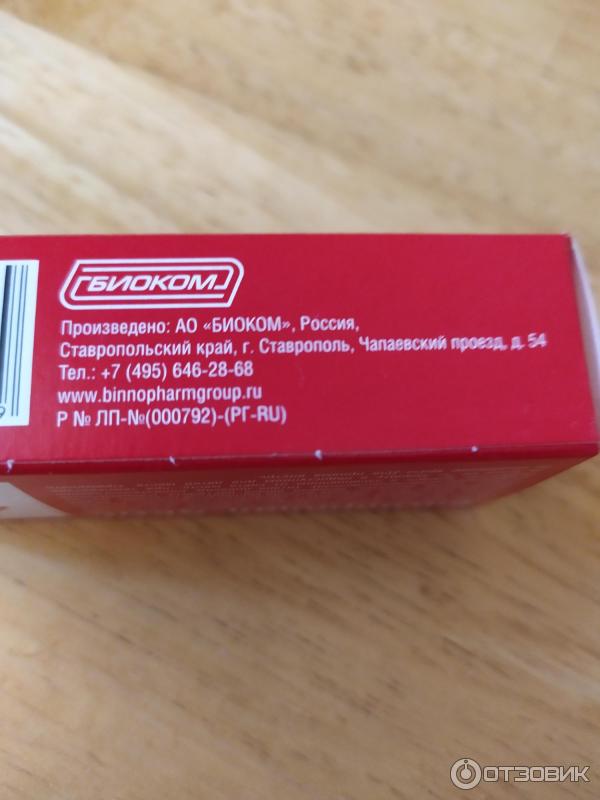 БИОКОМ
Произведено: АО «БИОКОМ», Россия,
Ставропольский край, г. Ставрополь, Чапаевский проезд, д. 54
Тел.: +7 (495) 646-28-68
www.binnopharmgroup.ru
Р № ЛП-№(000792)-(РГ-RU)
9
ОТЗОВИК